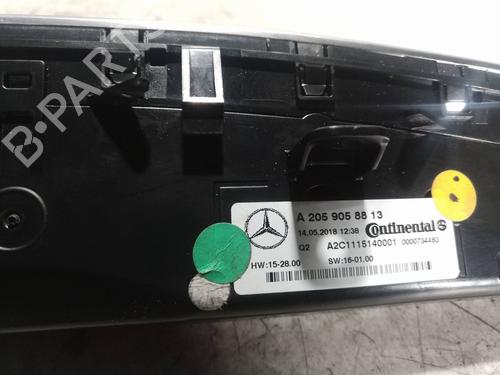 B-PARTS
A 205 905 88 13
14.05.2018 12:38 Continental
Q2 A2C1115140001 0000734483
HW:15-28.00 SW:16-01.00